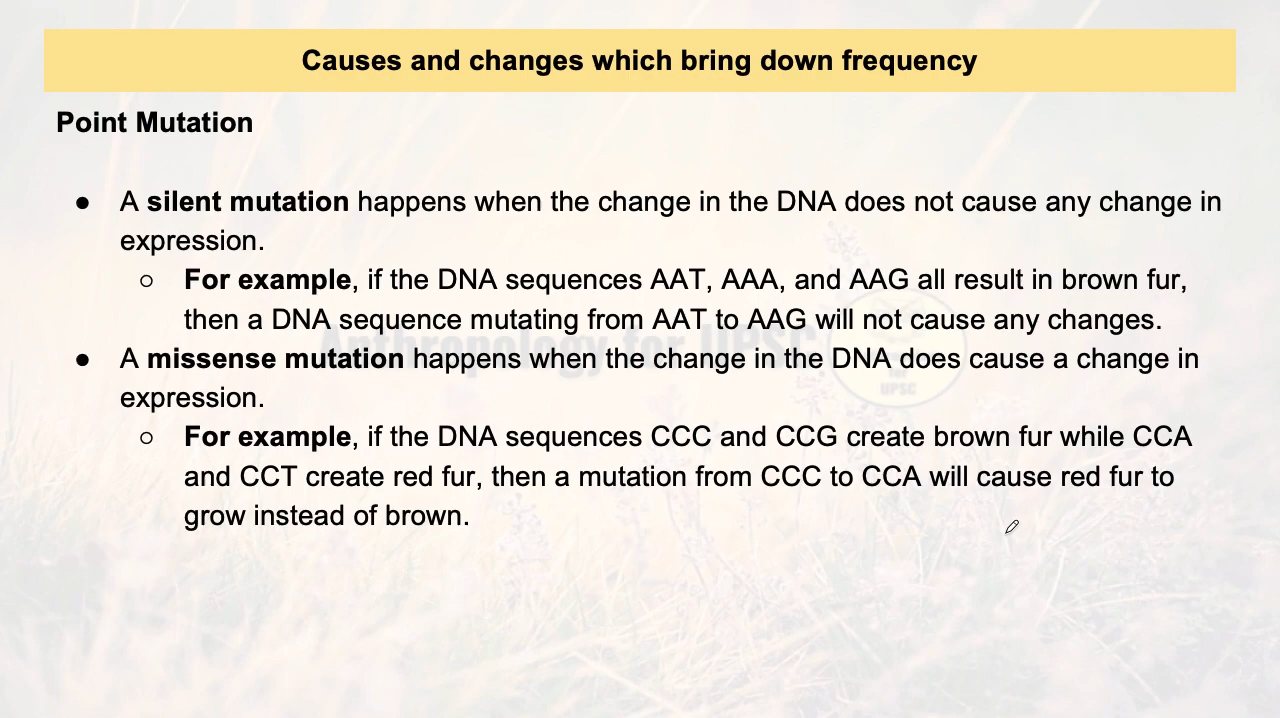 Causes and changes which bring down frequency
Point Mutation
● A silent mutation happens when the change in the DNA does not cause any change in
expression.
○ For example, if the DNA sequences AAT, AAA, and AAG all result in brown fur,
then a DNA sequence mutating from AAT to AAG will not cause any changes.
● A missense mutation happens when the change in the DNA does cause a change in
expression.
○ For example, if the DNA sequences CCC and CCG create brown fur while CCA
and CCT create red fur, then a mutation from CCC to CCA will cause red fur to
grow instead of brown.
Anthropology for UPSC
for
UPSC